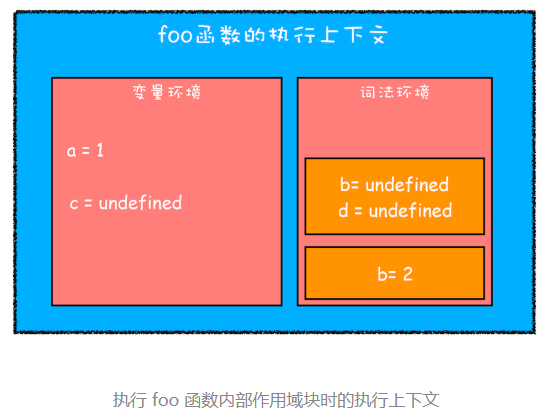 foo函数的执行上下文
变量环境
a = 1
c = undefined
词法环境
b= undefined
d = undefined
b= 2
执行 foo 函数内部作用域块时的执行上下文